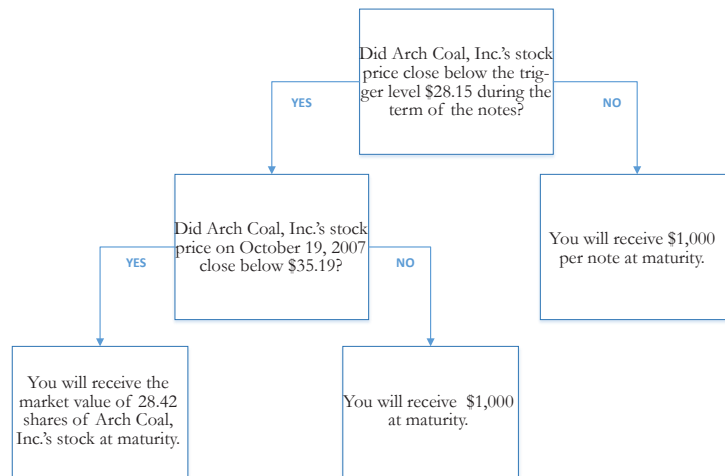 Did Arch Coal, Inc.'s stock
price close below the trig-
ger level $28.15 during the
term of the notes?
YES
NO
Did Arch Coal, Inc.'s stock
price on October 19, 2007
close below $35.19?
You will receive $1,000
per note at maturity.
YES
NO
You will receive the
market value of 28.42
shares of Arch Coal,
Inc.'s stock at maturity.
You will receive $1,000
at maturity.